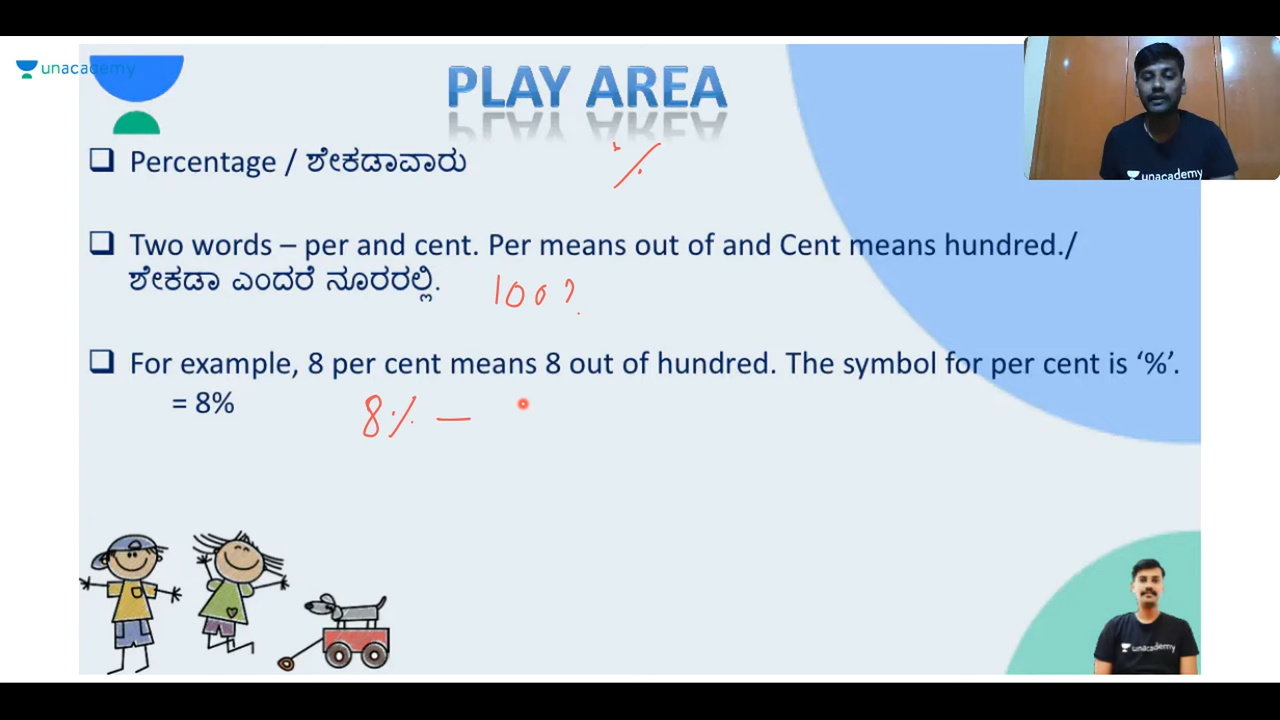 unacademy
PLAY AREA
unacademy
❑ Percentage / ಶೇಕಡಾವಾರು
%
❑ Two words – per and cent. Per means out of and Cent means hundred./
ಶೇಕಡಾ ಎಂದರೆ ನೂರರಲ್ಲಿ.
100?
❑ For example, 8 per cent means 8 out of hundred. The symbol for per cent is ‘%’.
= 8%
8% —
unacademy